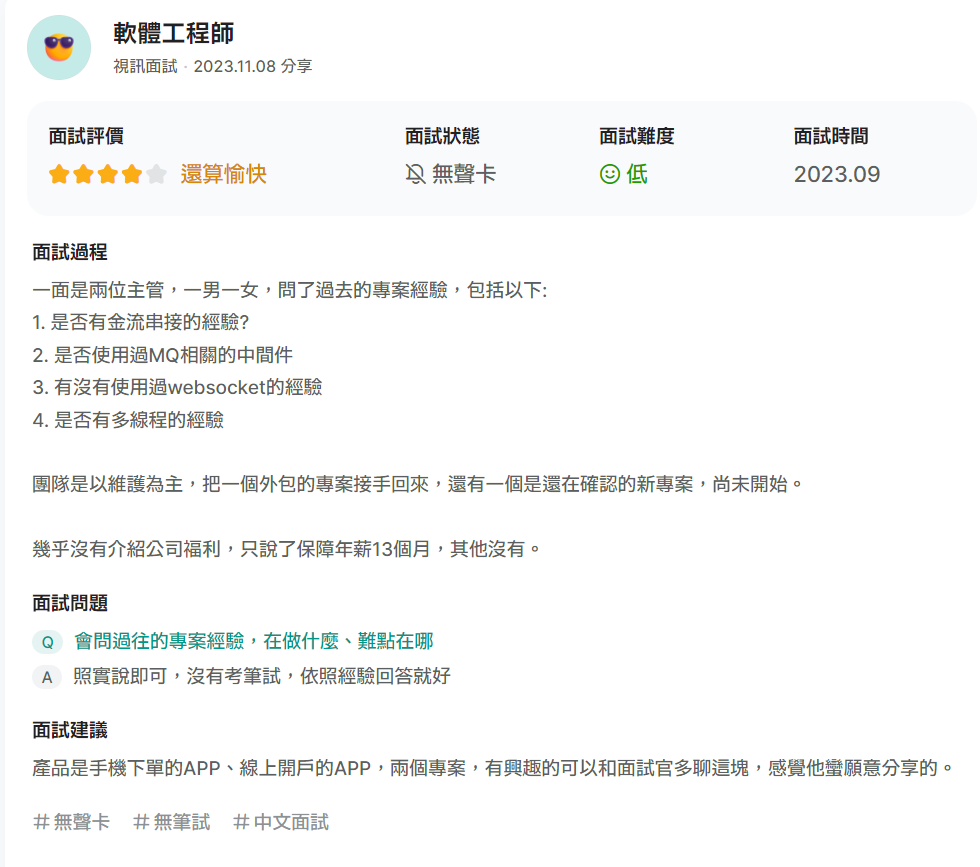 軟體工程師
視訊面試 · 2023.11.08 分享
面試評價 面試狀態 面試難度 面試時間
還算愉快 無聲卡 低 2023.09
面試過程
一面是兩位主管，一男一女，問了過去的專案經驗，包括以下:
1. 是否有金流串接的經驗?
2. 是否使用過MQ相關的中間件
3. 有沒有使用過websocket的經驗
4. 是否有多線程的經驗
團隊是以維護為主，把一個外包的專案接手回來，還有一個是還在確認的新專案，尚未開始。
幾乎沒有介紹公司福利，只說了保障年薪13個月，其他沒有。
面試問題
Q 會問過往的專案經驗，在做什麼、難點在哪
A 照實說即可，沒有考筆試，依照經驗回答就好
面試建議
產品是手機下單的APP、線上開戶的APP，兩個專案，有興趣的可以和面試官多聊這塊，感覺他蠻願意分享的。
# 無聲卡 # 無筆試 # 中文面試